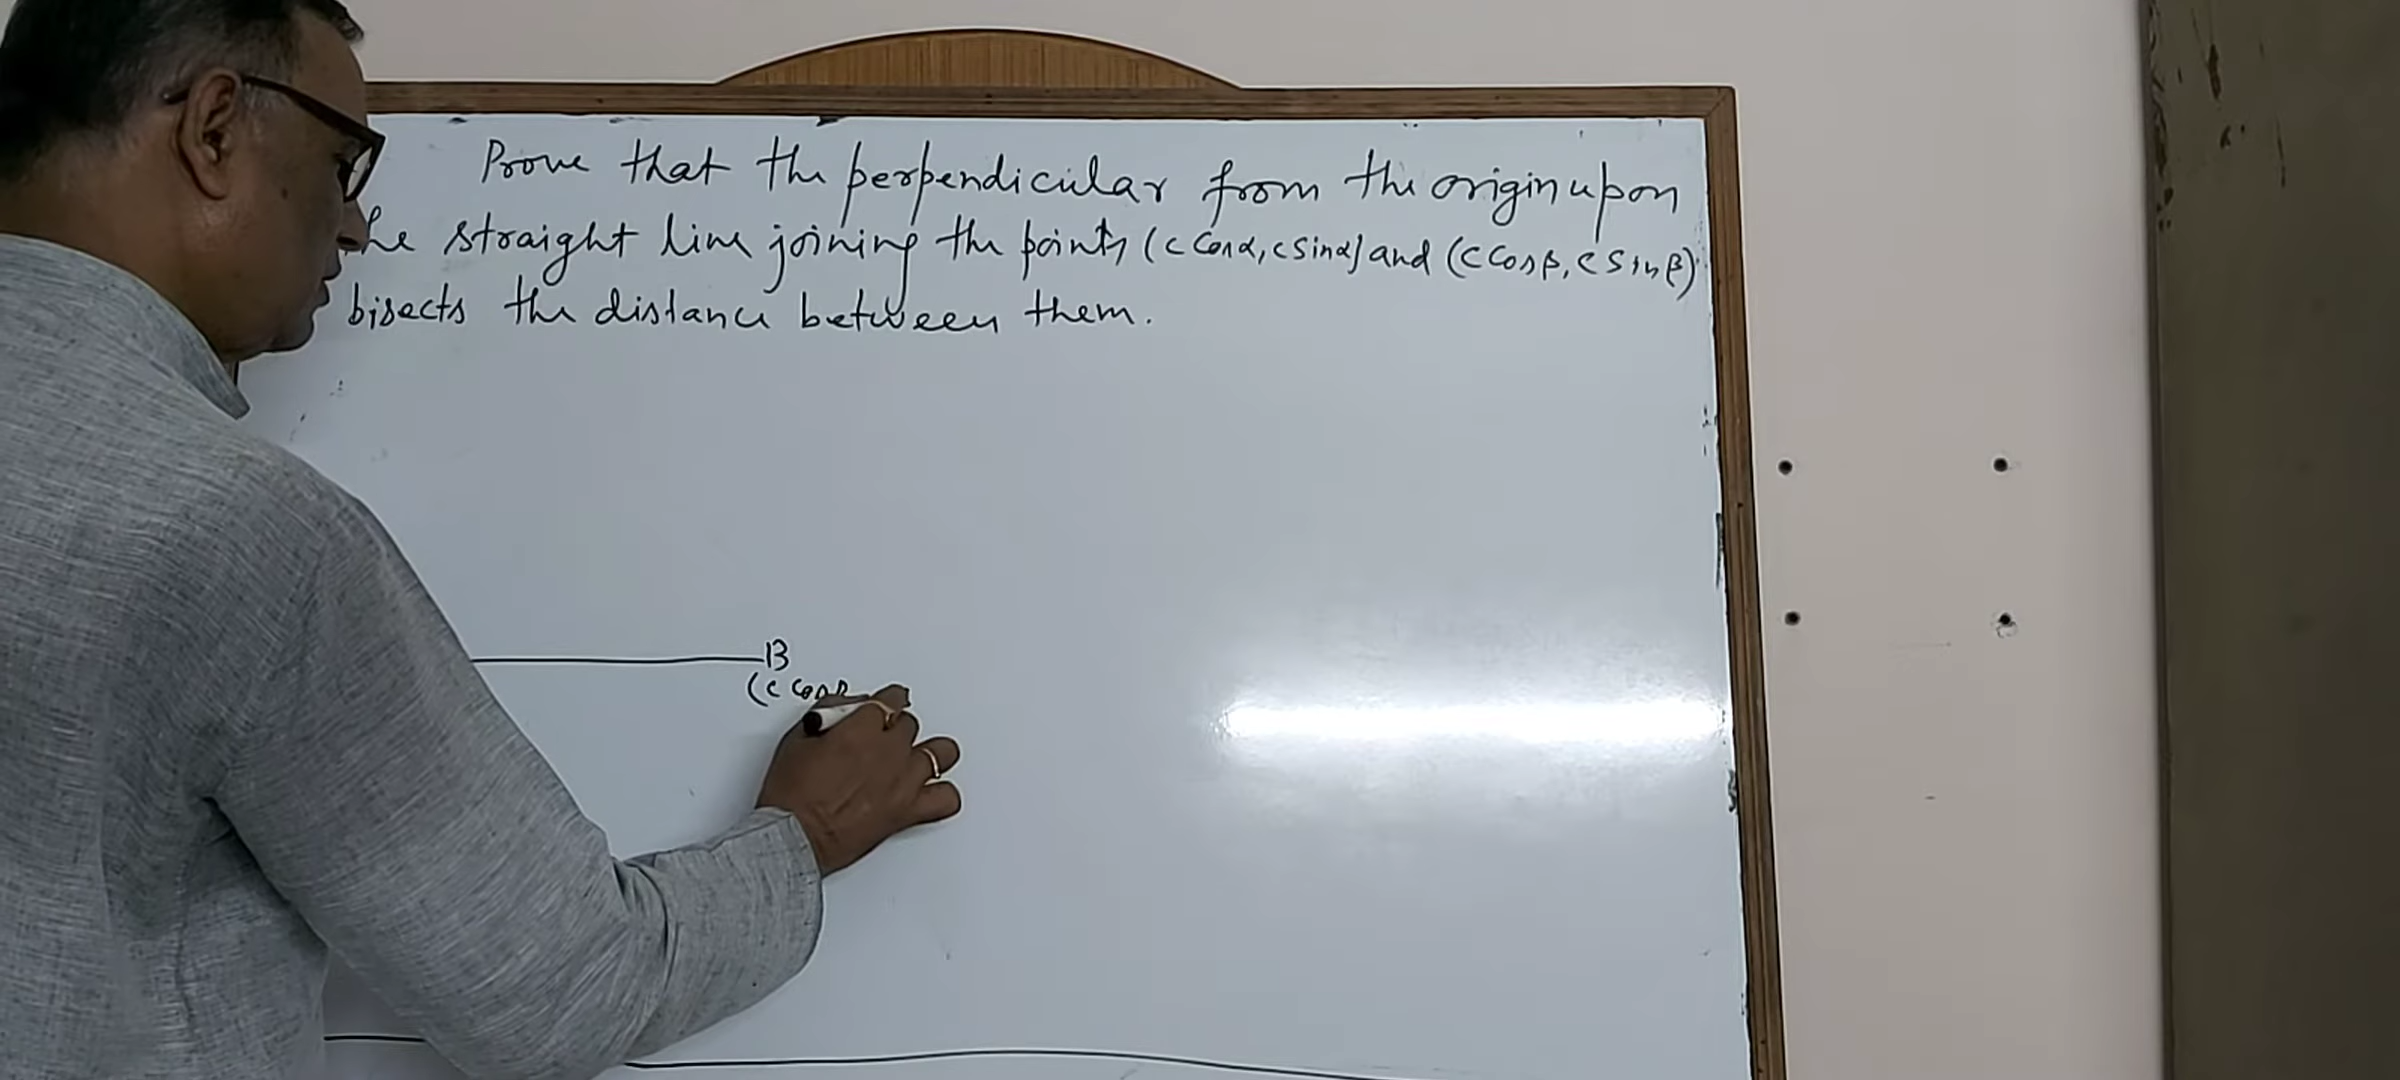 Prove that the perpendicular from the origin upon
the straight line joining the points (c Cosα, c Sinα) and (c Cosβ, c Sinβ)
bisects the distance between them.
B
(c Cosβ